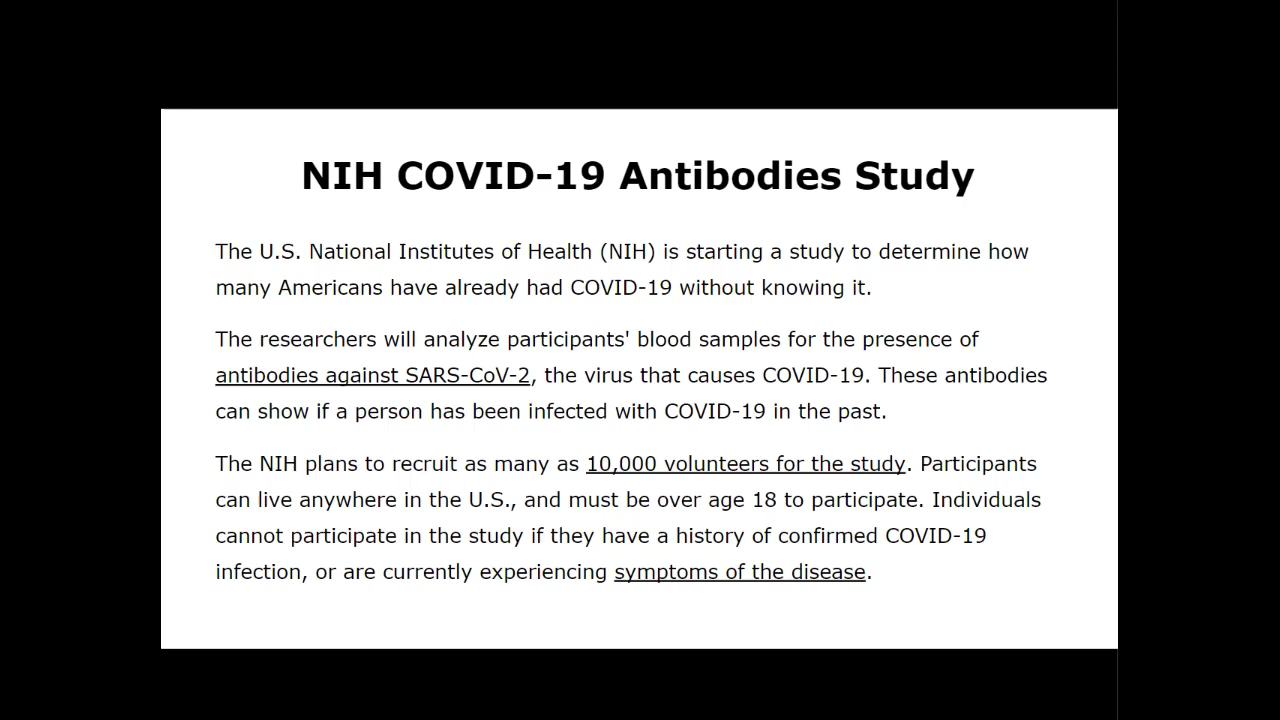 NIH COVID-19 Antibodies Study
The U.S. National Institutes of Health (NIH) is starting a study to determine how
many Americans have already had COVID-19 without knowing it.
The researchers will analyze participants' blood samples for the presence of
antibodies against SARS-CoV-2, the virus that causes COVID-19. These antibodies
can show if a person has been infected with COVID-19 in the past.
The NIH plans to recruit as many as 10,000 volunteers for the study. Participants
can live anywhere in the U.S., and must be over age 18 to participate. Individuals
cannot participate in the study if they have a history of confirmed COVID-19
infection, or are currently experiencing symptoms of the disease.